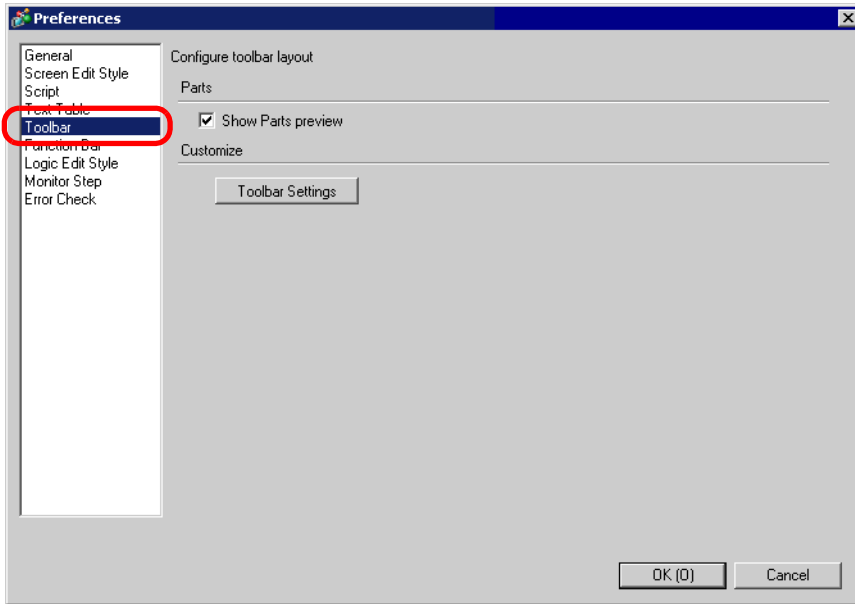 Preferences
General
Screen Edit Style
Script
Text Table
Toolbar
Function Bar
Logic Edit Style
Monitor Step
Error Check
Configure toolbar layout
Parts
Show Parts preview
Customize
Toolbar Settings
OK (O)
Cancel